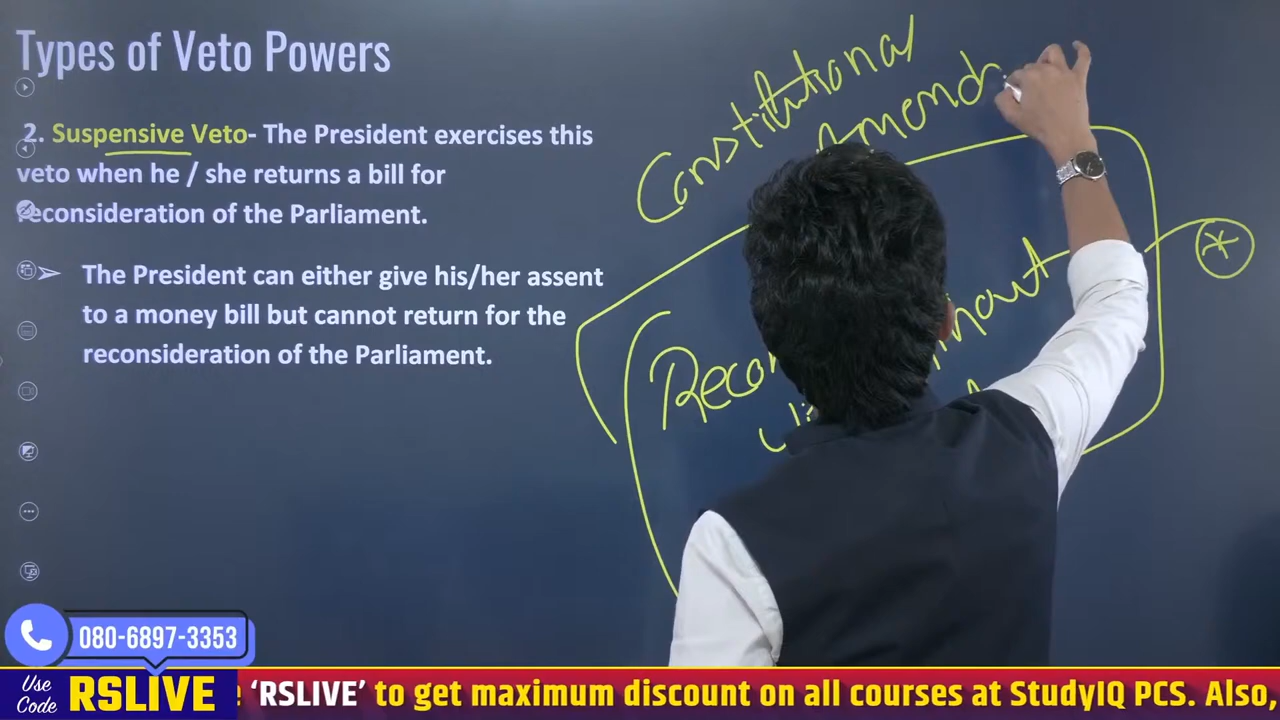 Types of Veto Powers
2. Suspensive Veto- The President exercises this
veto when he / she returns a bill for
Reconsideration of the Parliament.
➢ The President can either give his/her assent
to a money bill but cannot return for the
reconsideration of the Parliament.
Constitutional
Amend
080-6897-3353
Use
Code
RSLIVE
‘RSLIVE’ to get maximum discount on all courses at StudyIQ PCS. Also,